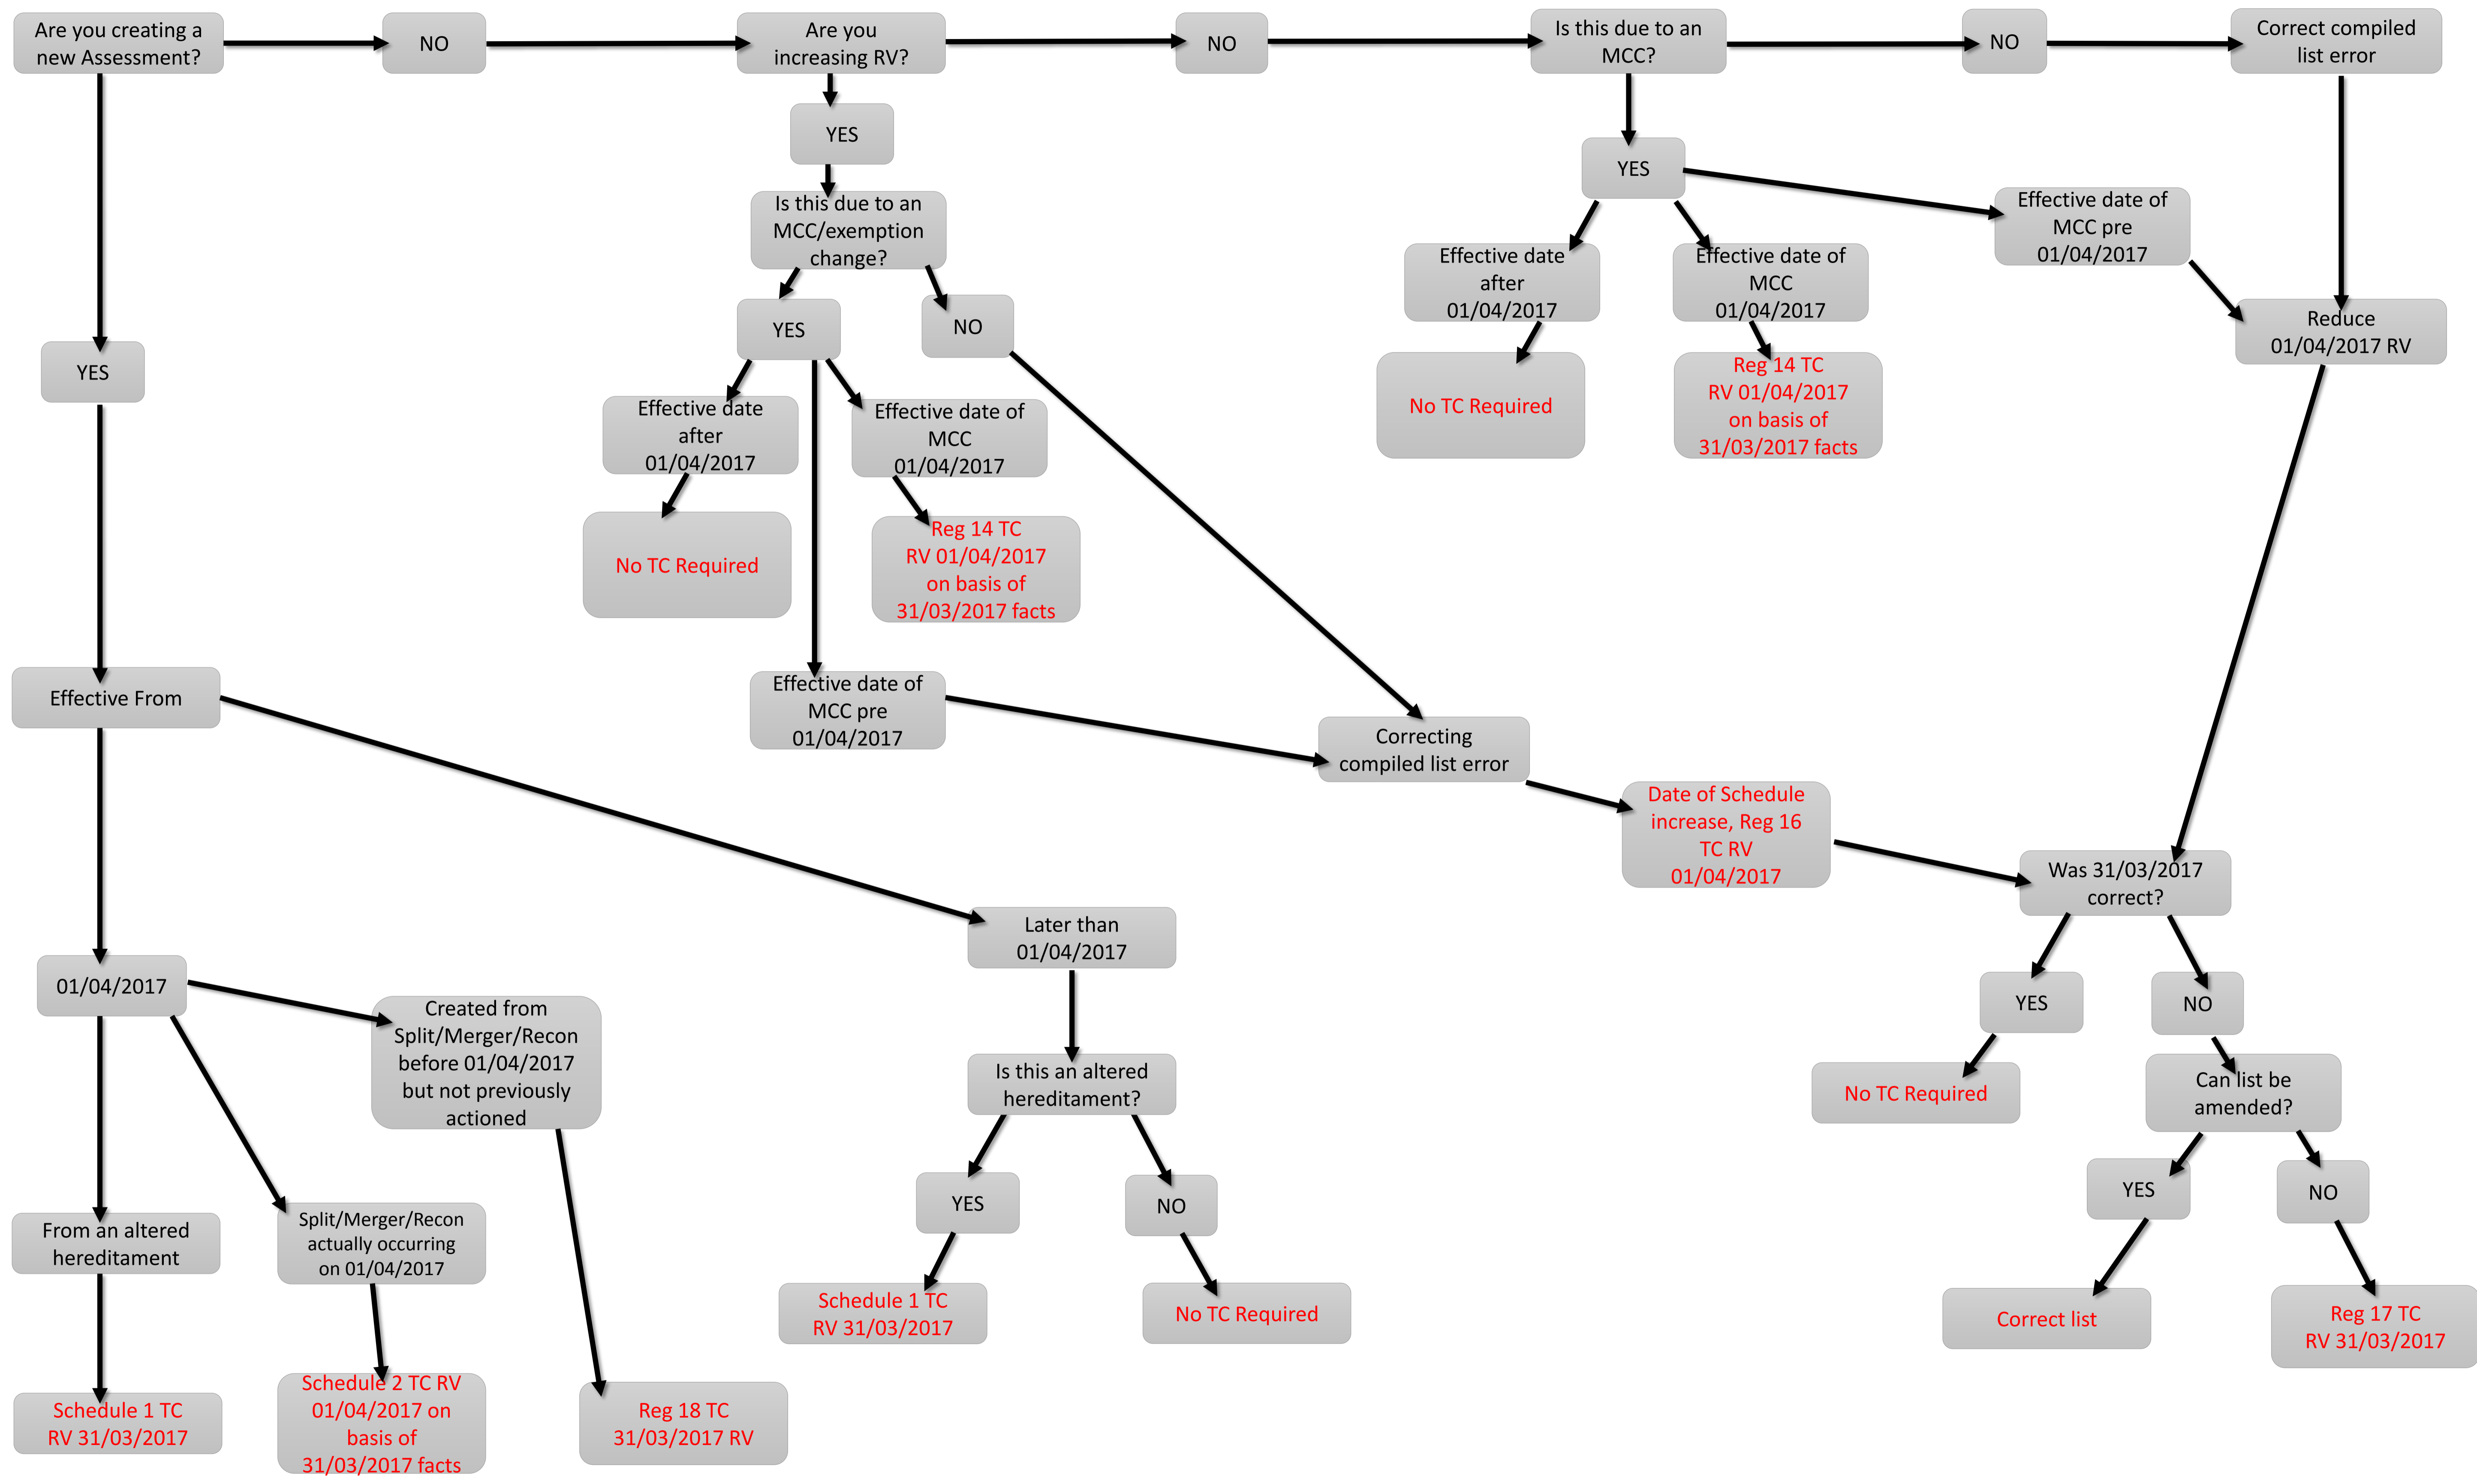 Are you creating a
new Assessment?
NO
Are you
increasing RV?
NO
Is this due to an
MCC?
NO
Correct compiled
list error
YES
YES
Is this due to an
MCC/exemption
change?
Effective date of
MCC pre
01/04/2017
Effective date
after
01/04/2017
Effective date of
MCC
01/04/2017
YES
NO
Reduce
01/04/2017 RV
YES
No TC Required
Reg 14 TC
RV 01/04/2017
on basis of
31/03/2017 facts
Effective date
after
01/04/2017
Effective date of
MCC
01/04/2017
No TC Required
Reg 14 TC
RV 01/04/2017
on basis of
31/03/2017 facts
Effective From
Effective date of
MCC pre
01/04/2017
Correcting
compiled list error
Date of Schedule
increase, Reg 16
TC RV
01/04/2017
Was 31/03/2017
correct?
Later than
01/04/2017
01/04/2017
Created from
Split/Merger/Recon
before 01/04/2017
but not previously
actioned
YES
NO
Is this an altered
hereditament?
No TC Required
Can list be
amended?
YES
NO
YES
NO
From an altered
hereditament
Split/Merger/Recon
actually occurring
on 01/04/2017
Schedule 1 TC
RV 31/03/2017
No TC Required
Correct list
Reg 17 TC
RV 31/03/2017
Schedule 1 TC
RV 31/03/2017
Schedule 2 TC RV
01/04/2017 on
basis of
31/03/2017 facts
Reg 18 TC
31/03/2017 RV